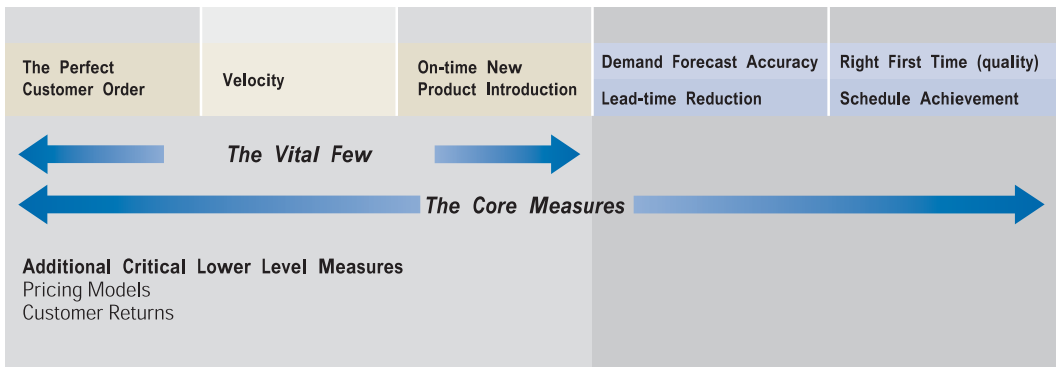 The Perfect
Customer Order
Velocity
On-time New
Product Introduction
Demand Forecast Accuracy
Lead-time Reduction
Right First Time (quality)
Schedule Achievement
The Vital Few
The Core Measures
Additional Critical Lower Level Measures
Pricing Models
Customer Returns